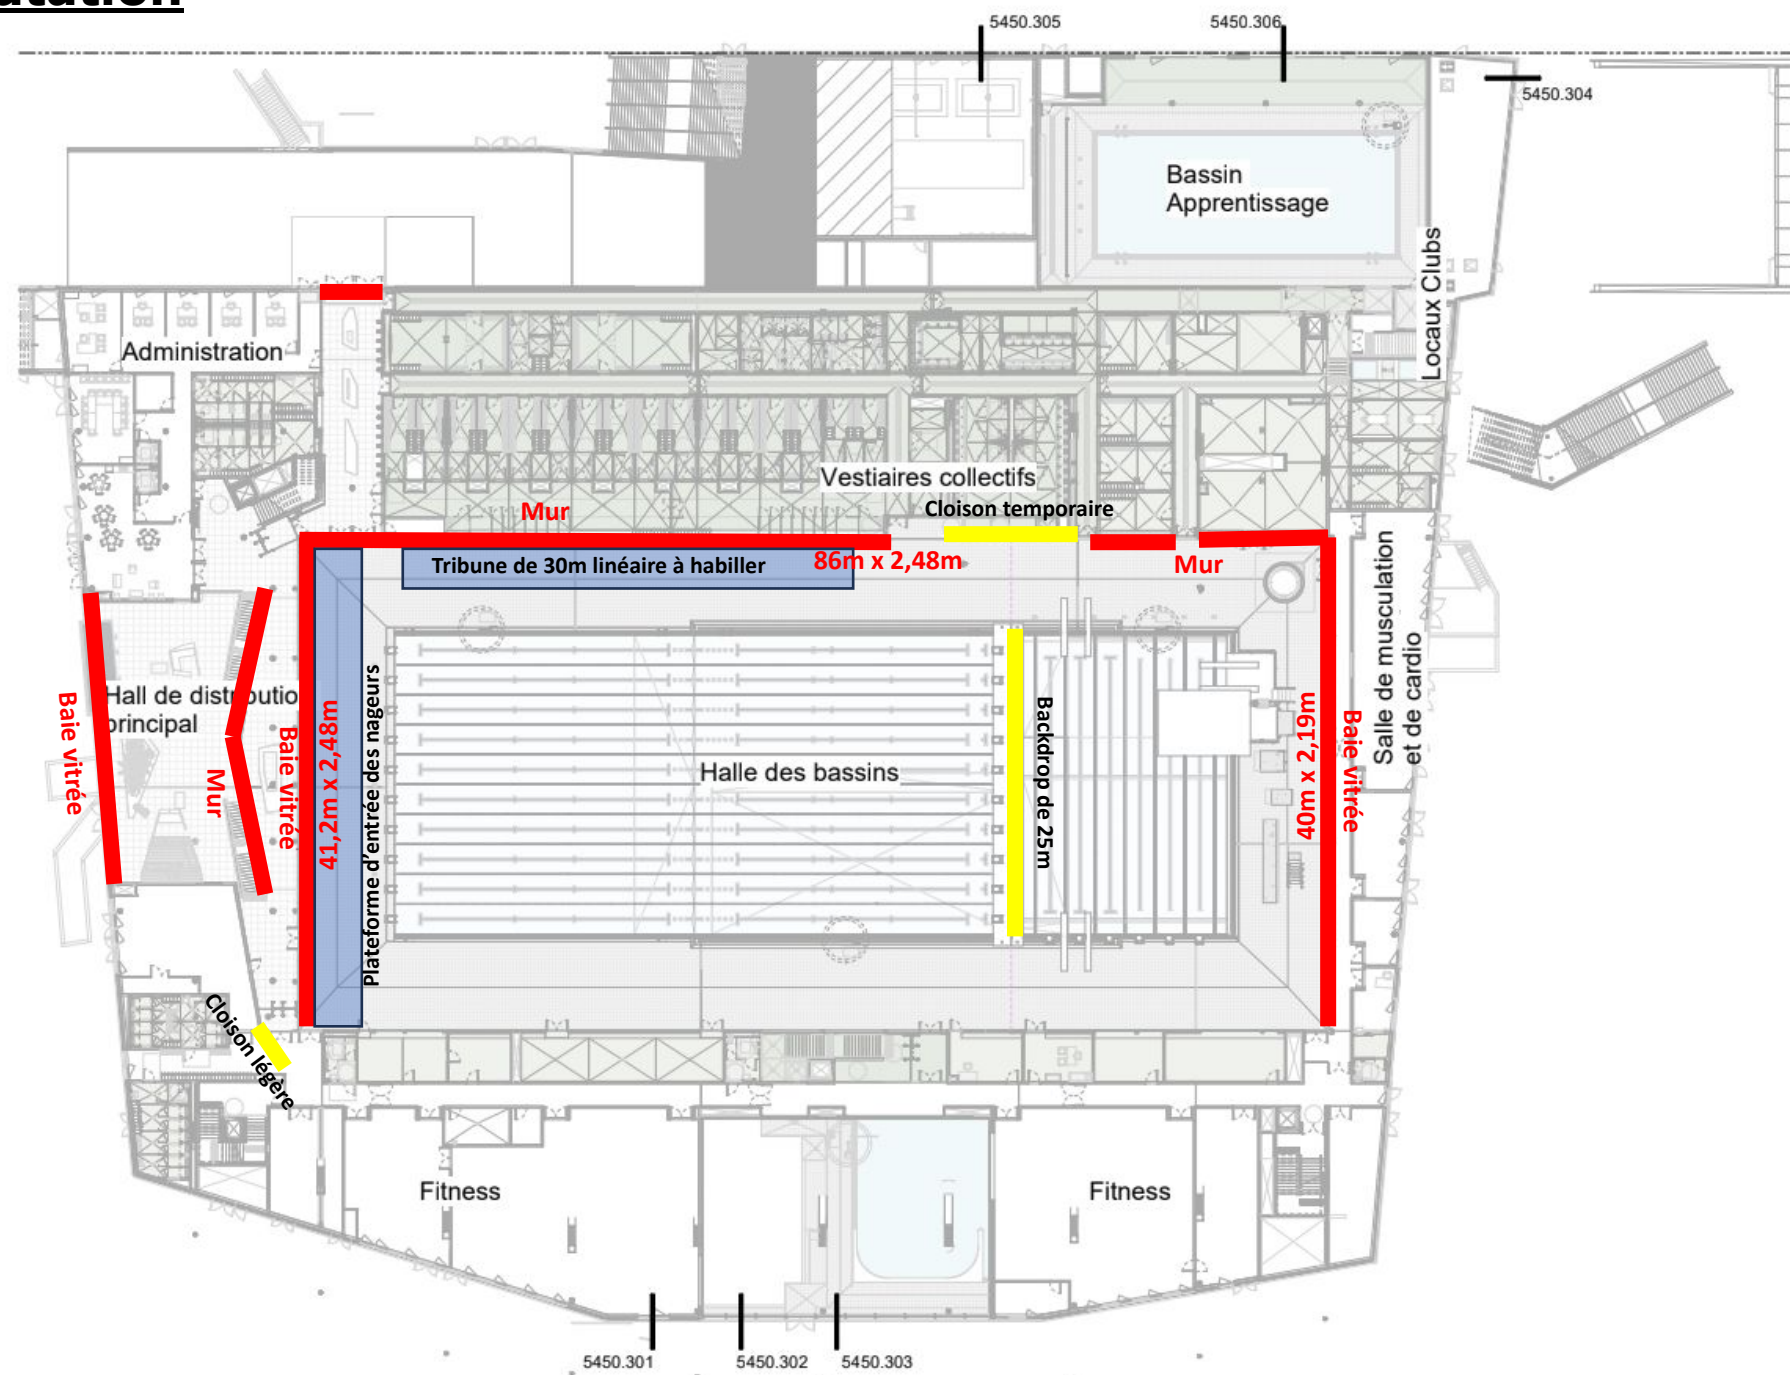 5450.305
5450.306
5450.304
Bassin
Apprentissage
Locaux Clubs
Administration
Vestiaires collectifs
Mur
Cloison temporaire
Tribune de 30m linéaire à habiller
86m x 2,48m
Mur
Salle de musculation
et de cardio
Hall de distributio
principal
Baie vitrée
Mur
Baie vitrée
41,2m x 2,48m
Plateforme d'entrée des nageurs
Halle des bassins
Backdrop de 25m
40m x 2,19m
Baie vitrée
Cloison légère
Fitness
Fitness
5450.301
5450.302
5450.303